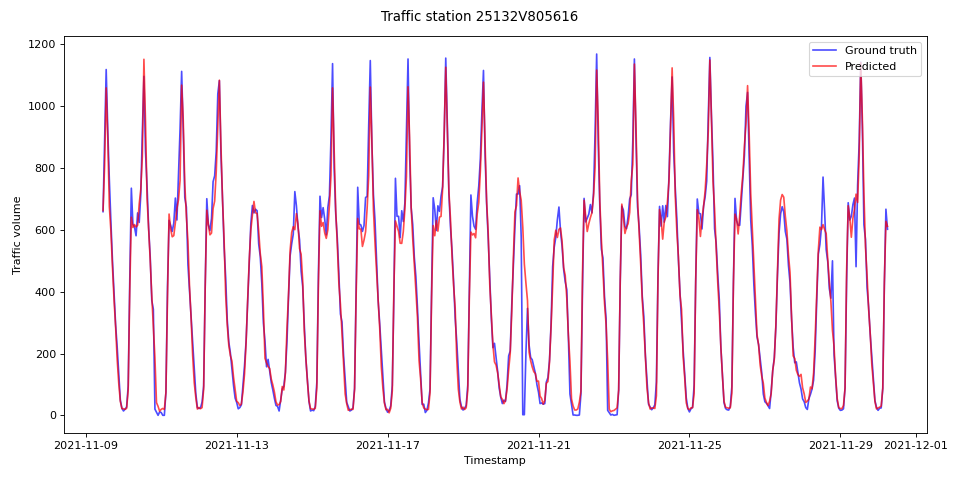 Traffic station 25132V805616
Ground truth
Predicted
Traffic volume
1200
1000
800
600
400
200
0
2021-11-09
2021-11-13
2021-11-17
2021-11-21
2021-11-25
2021-11-29
2021-12-01
Timestamp